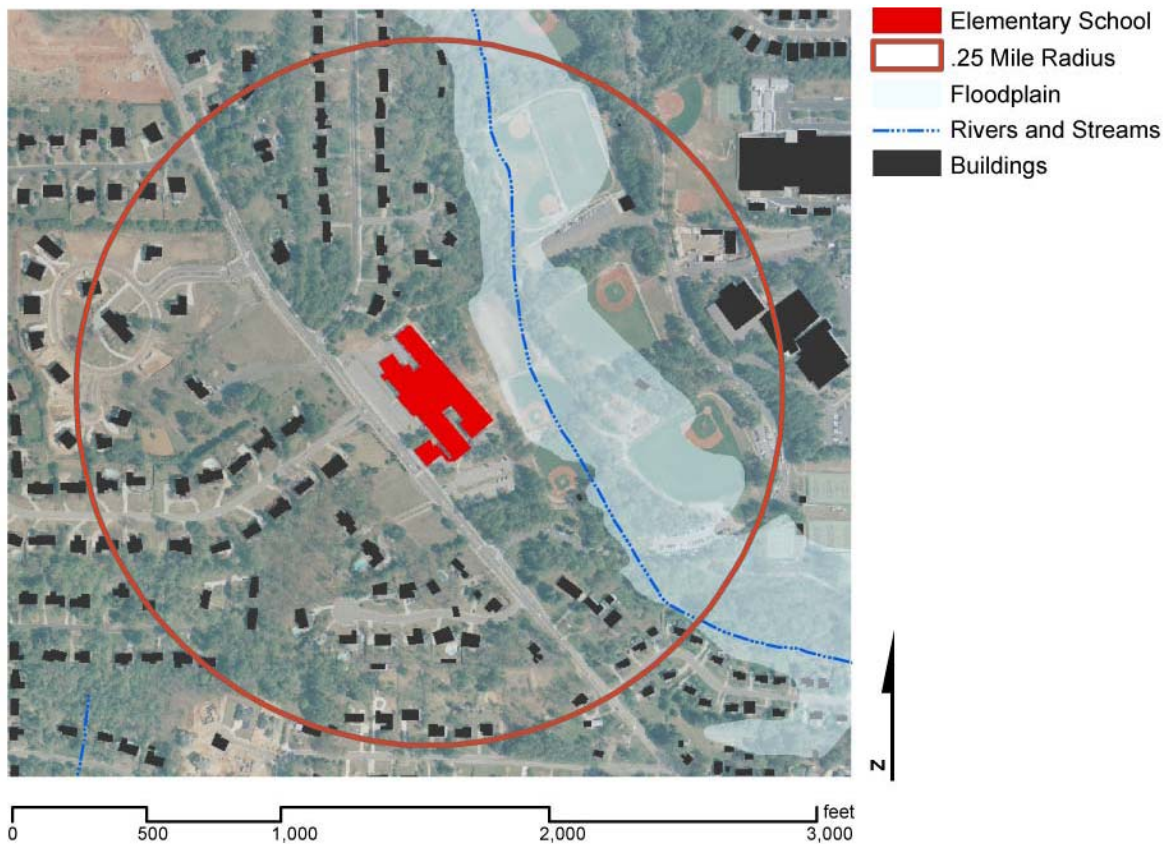 Elementary School
.25 Mile Radius
Floodplain
Rivers and Streams
Buildings
N
feet
0 500 1,000 2,000 3,000